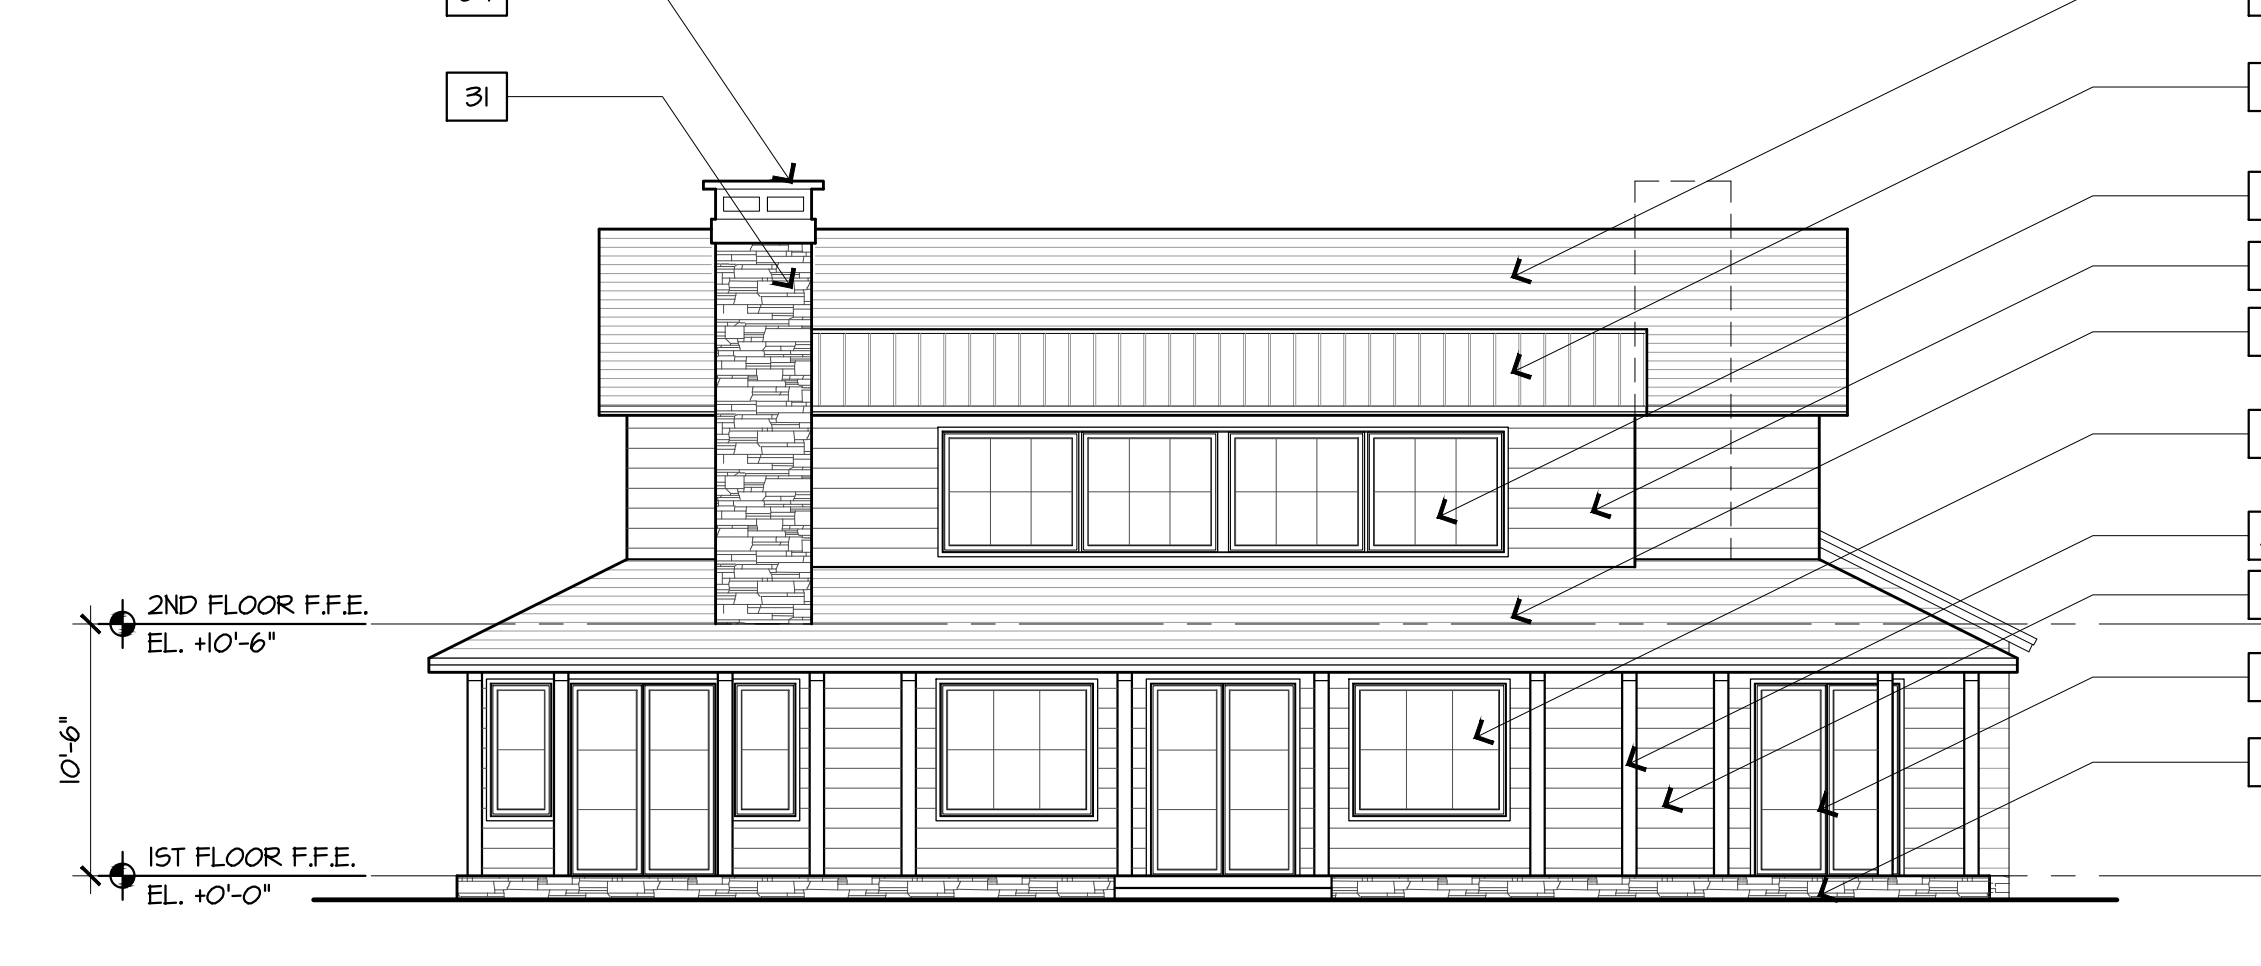 31
2ND FLOOR F.F.E.
EL. +10'-6"
10'-6"
1ST FLOOR F.F.E.
EL. +0'-0"